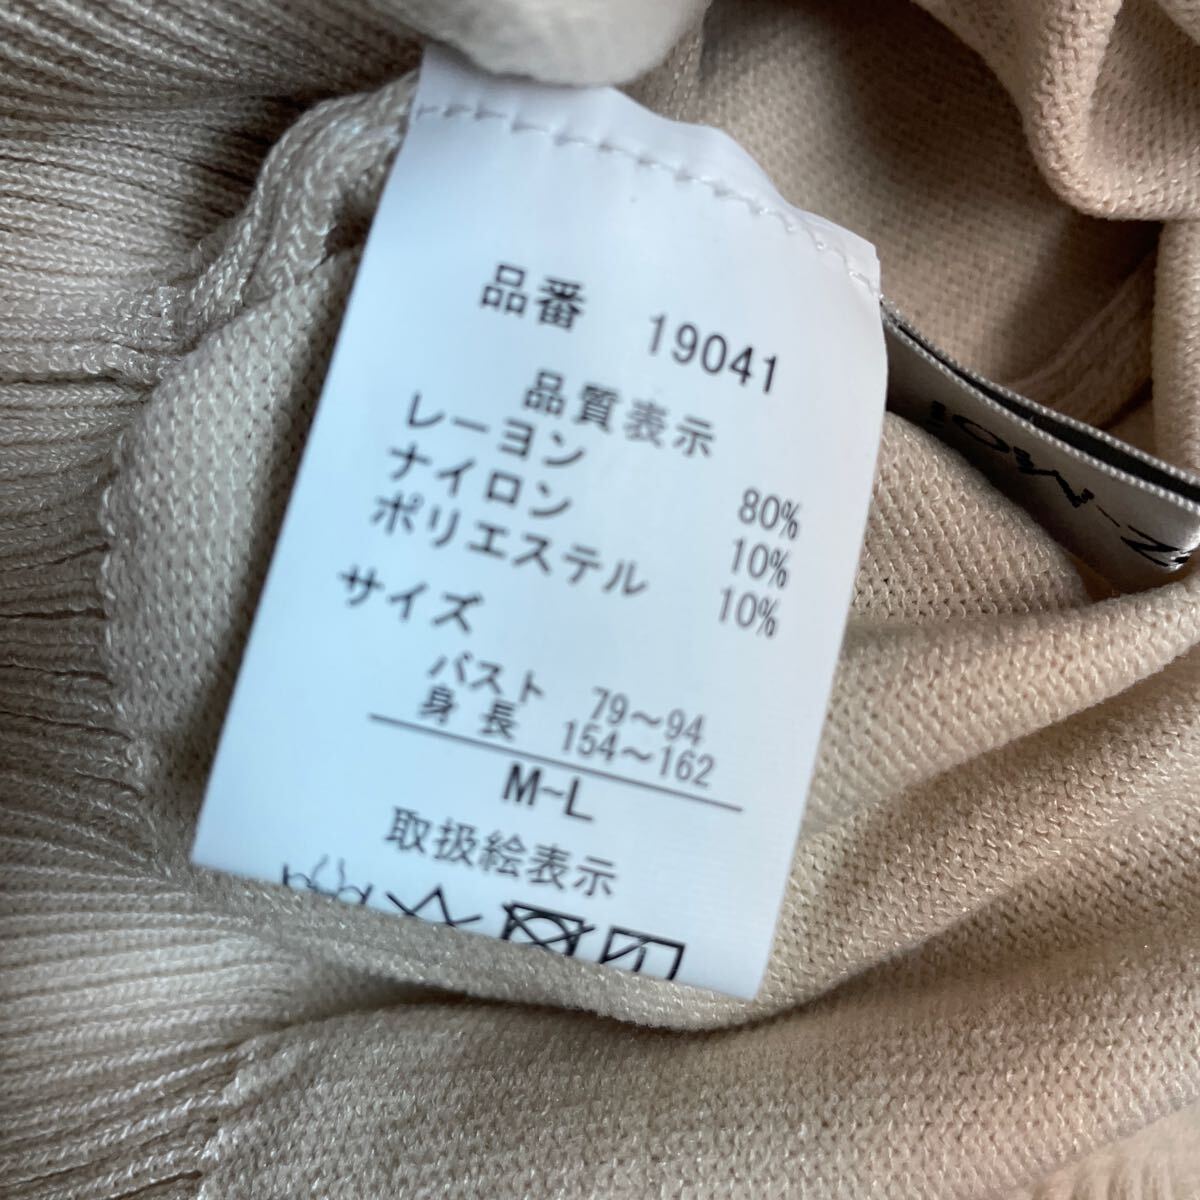 品番 19041
品質表示
レーヨン 80%
ナイロン 10%
ポリエステル 10%
サイズ
バスト 79～94
身長 154～162
M~L
取扱絵表示